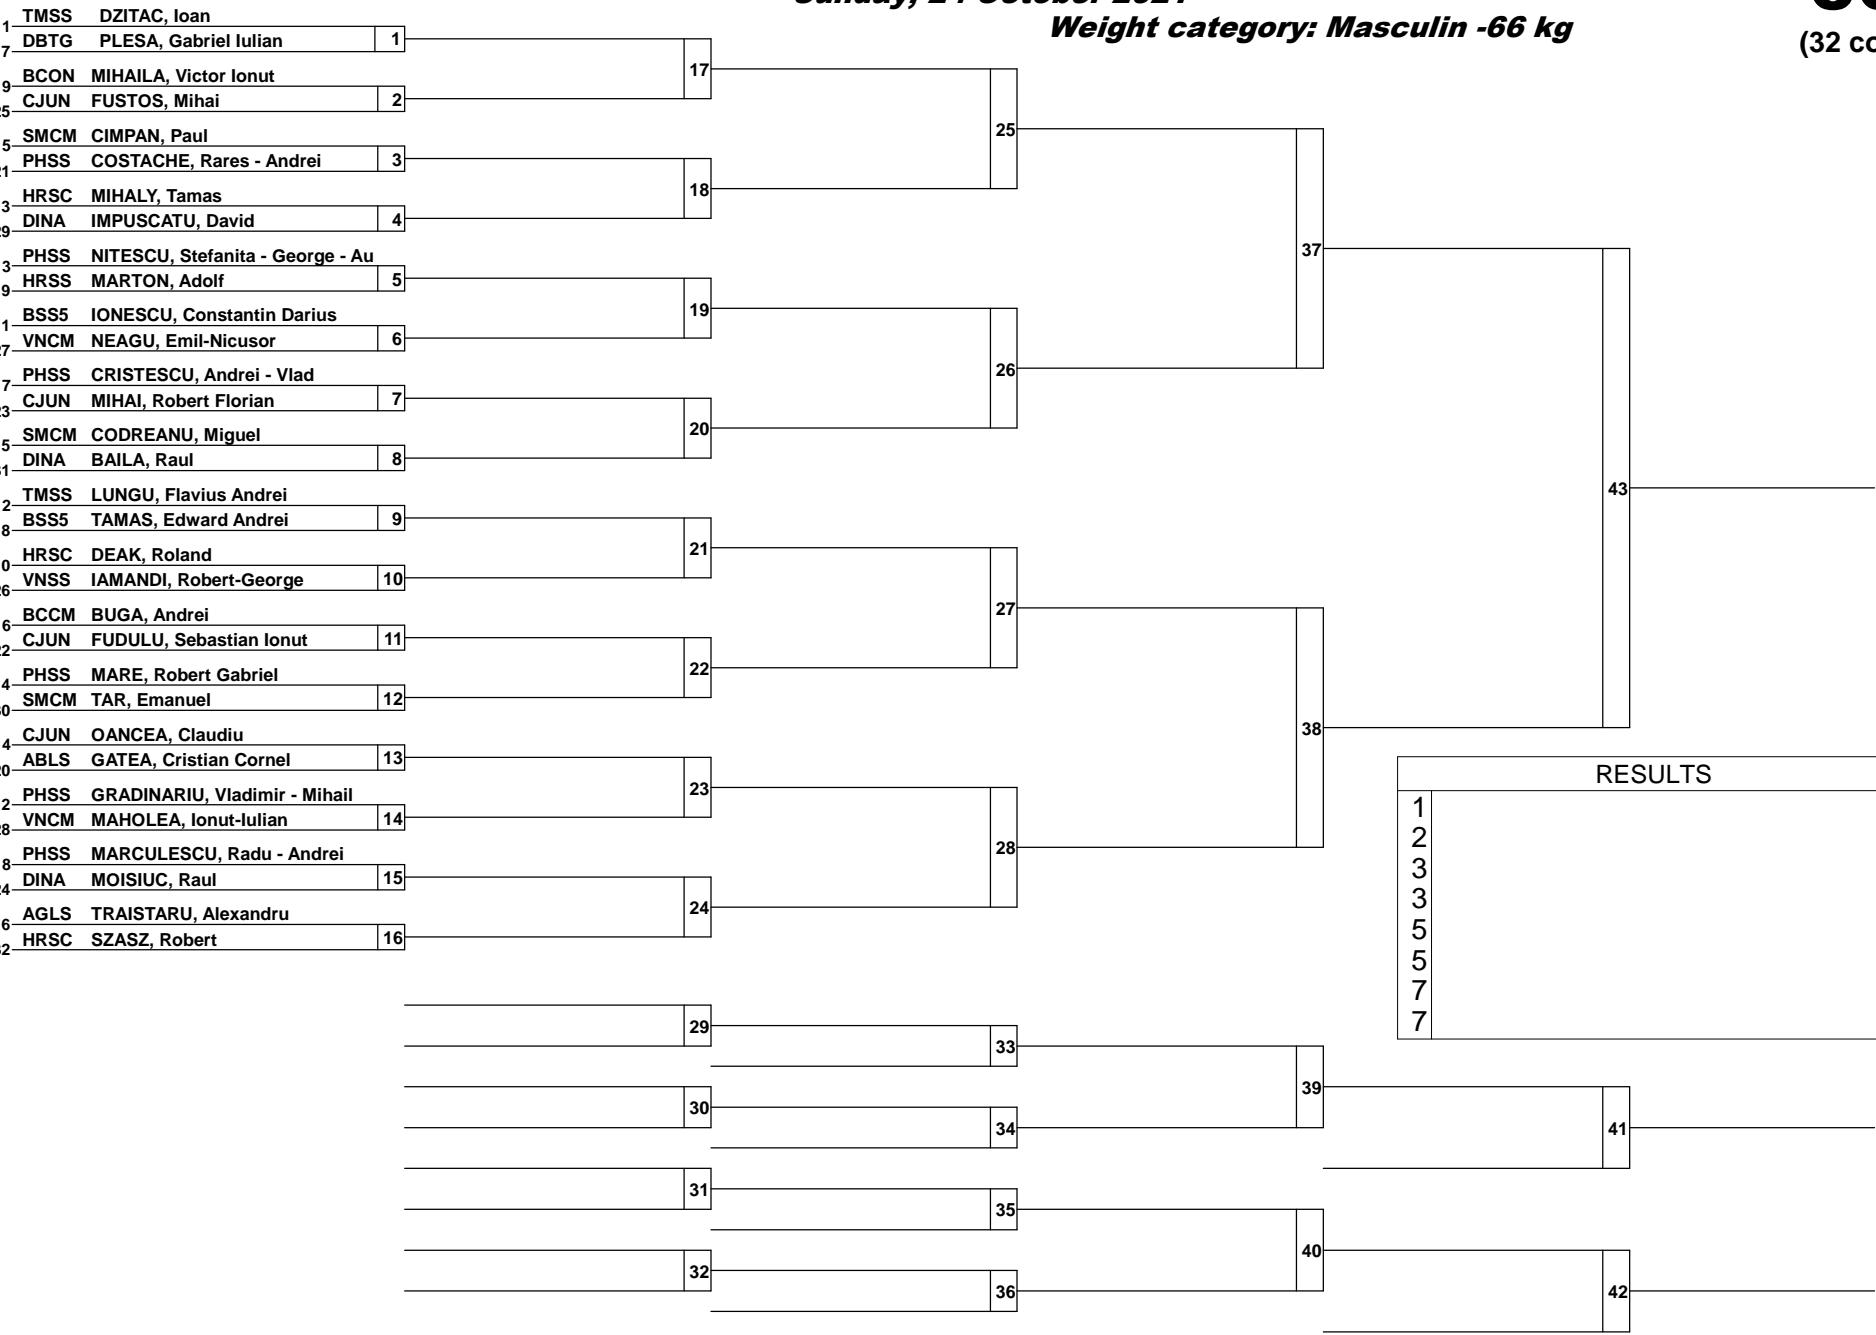 Weight category: Masculin -66 kg
(32
TMSS DZITAC, Ioan
DBTG PLESA, Gabriel Iulian 1
BCON MIHAILA, Victor Ionut
CJUN FUSTOS, Mihai 2
SMCM CIMPAN, Paul
PHSS COSTACHE, Rares - Andrei 3
HRSC MIHALY, Tamas
DINA IMPUSCATU, David 4
PHSS NITESCU, Stefanita - George - Au
HRSS MARTON, Adolf 5
BSS5 IONESCU, Constantin Darius
VNCM NEAGU, Emil-Nicusor 6
PHSS CRISTESCU, Andrei - Vlad
CJUN MIHAI, Robert Florian 7
SMCM CODREANU, Miguel
DINA BAILA, Raul 8
TMSS LUNGU, Flavius Andrei
BSS5 TAMAS, Edward Andrei 9
HRSC DEAK, Roland
VNSS IAMANDI, Robert-George 10
BCCM BUGA, Andrei
CJUN FUDULU, Sebastian Ionut 11
PHSS MARE, Robert Gabriel
SMCM TAR, Emanuel 12
CJUN OANCEA, Claudiu
ABLS GATEA, Cristian Cornel 13
PHSS GRADINARIU, Vladimir - Mihail
VNCM MAHOLEA, Ionut-Iulian 14
PHSS MARCULESCU, Radu - Andrei
DINA MOISIUC, Raul 15
AGLS TRAISTARU, Alexandru
HRSC SZASZ, Robert 16
17
18
19
20
21
22
23
24
25
26
27
28
37
38
43
RESULTS
1
2
3
3
5
5
7
7
29
30
31
32
33
34
35
36
39
40
41
42